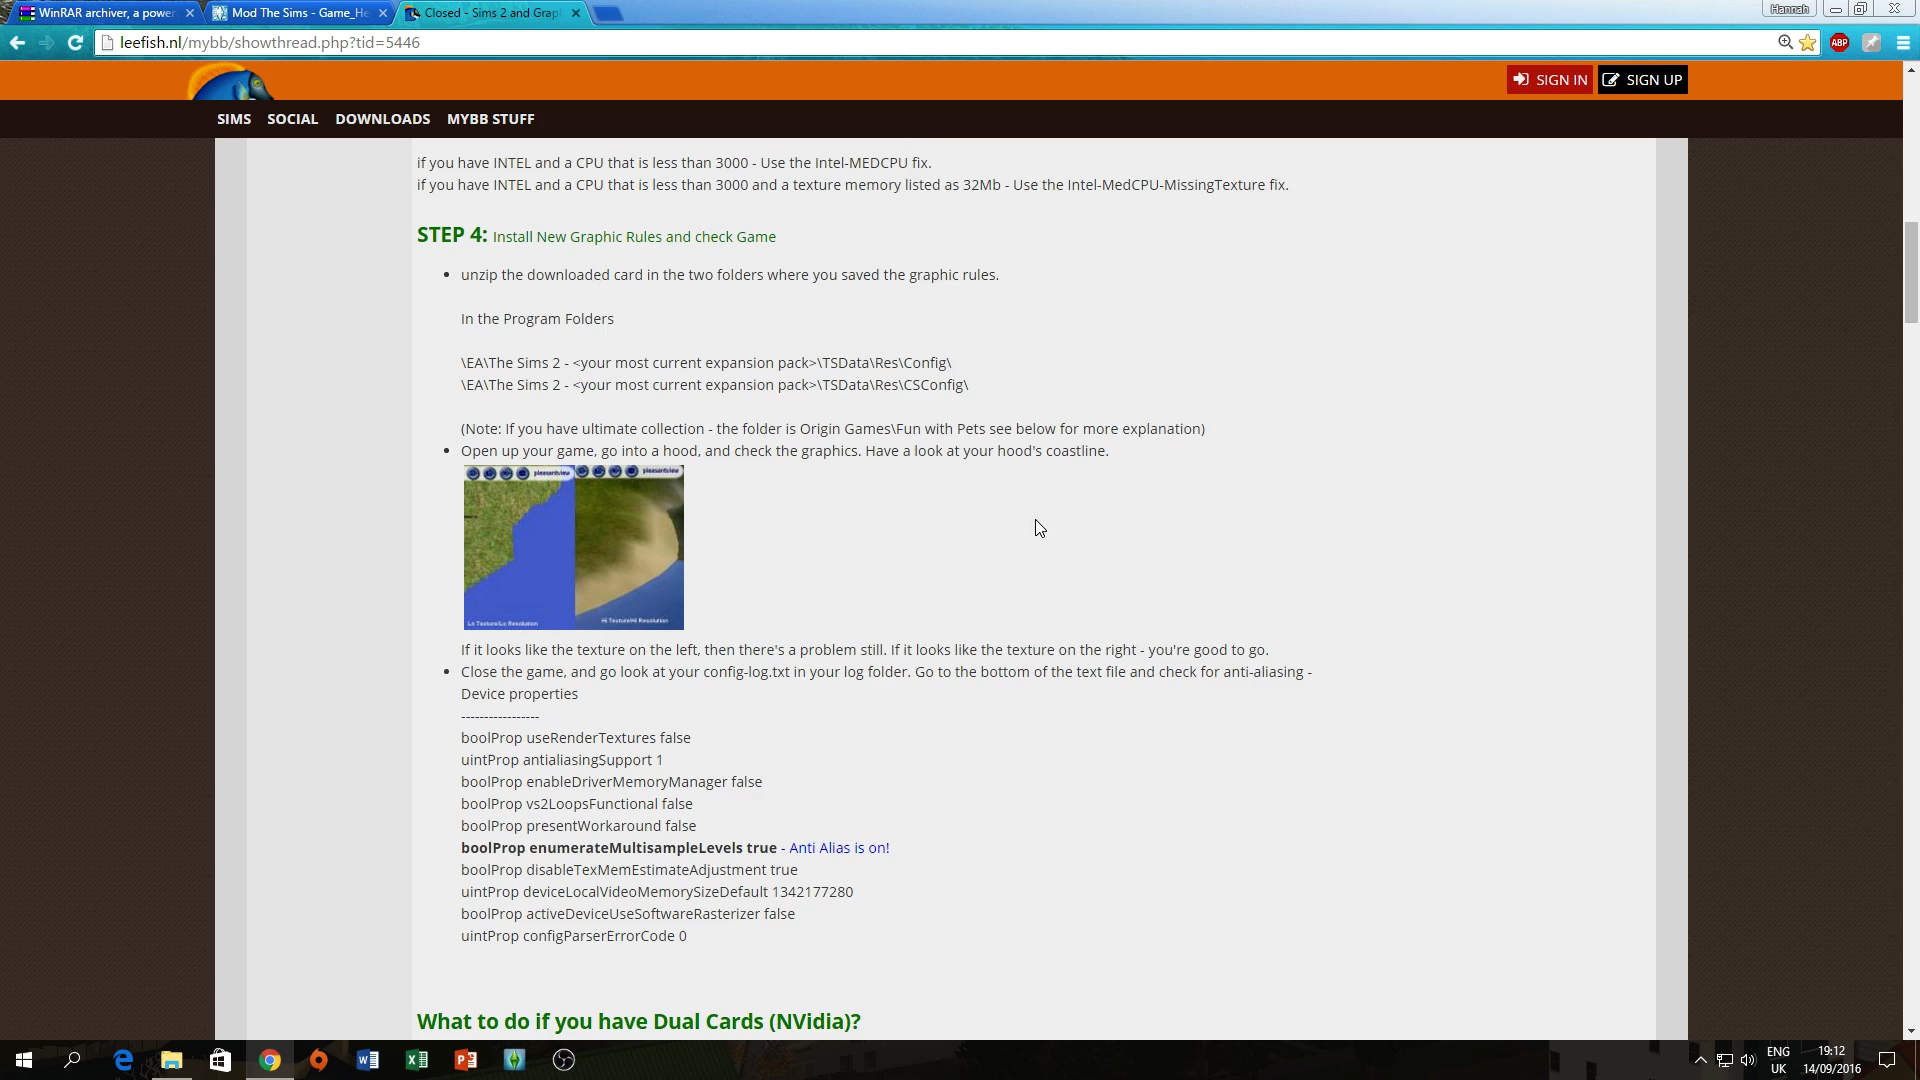 WinRAR archiver, a power
Mod The Sims - Game_He
Closed - Sims 2 and Grap
Hannah
leefish.nl/mybb/showthread.php?tid=5446
ABP
SIGN IN
SIGN UP
SIMS SOCIAL DOWNLOADS MYBB STUFF
if you have INTEL and a CPU that is less than 3000 - Use the Intel-MEDCPU fix.
if you have INTEL and a CPU that is less than 3000 and a texture memory listed as 32Mb - Use the Intel-MedCPU-MissingTexture fix.
STEP 4: Install New Graphic Rules and check Game
• unzip the downloaded card in the two folders where you saved the graphic rules.
In the Program Folders
\EA\The Sims 2 - <your most current expansion pack>\TSData\Res\Config\
\EA\The Sims 2 - <your most current expansion pack>\TSData\Res\CSConfig\
(Note: If you have ultimate collection - the folder is Origin Games\Fun with Pets see below for more explanation)
• Open up your game, go into a hood, and check the graphics. Have a look at your hood's coastline.
pleasantview
pleasantview
Lo Texture/Lo Resolution
Hi Texture/Hi Resolution
If it looks like the texture on the left, then there's a problem still. If it looks like the texture on the right - you're good to go.
• Close the game, and go look at your config-log.txt in your log folder. Go to the bottom of the text file and check for anti-aliasing -
Device properties
-----------------
boolProp useRenderTextures false
uintProp antialiasingSupport 1
boolProp enableDriverMemoryManager false
boolProp vs2LoopsFunctional false
boolProp presentWorkaround false
boolProp enumerateMultisampleLevels true - Anti Alias is on!
boolProp disableTexMemEstimateAdjustment true
uintProp deviceLocalVideoMemorySizeDefault 1342177280
boolProp activeDeviceUseSoftwareRasterizer false
uintProp configParserErrorCode 0
What to do if you have Dual Cards (NVidia)?
ENG
UK
19:12
14/09/2016